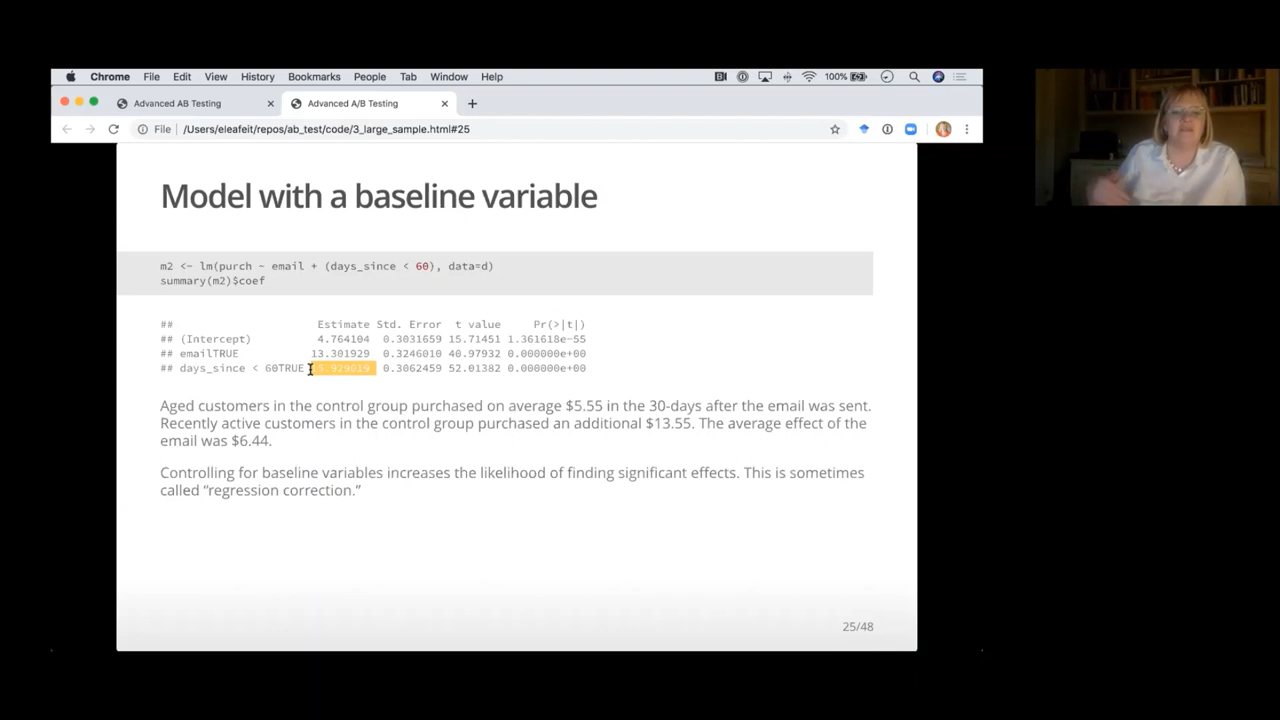 Chrome File Edit View History Bookmarks People Tab Window Help 100%
Advanced AB Testing Advanced A/B Testing
File /Users/eleafeit/repos/ab_test/code/3_large_sample.html#25
Model with a baseline variable
m2 <- lm(purch ~ email + (days_since < 60), data=d)
summary(m2)$coef
## Estimate Std. Error t value Pr(>|t|)
## (Intercept) 4.764104 0.3031659 15.71451 1.361618e-55
## emailTRUE 13.301929 0.3246010 40.97932 0.000000e+00
## days_since < 60TRUE 15.929019 0.3062459 52.01382 0.000000e+00
Aged customers in the control group purchased on average $5.55 in the 30-days after the email was sent.
Recently active customers in the control group purchased an additional $13.55. The average effect of the
email was $6.44.
Controlling for baseline variables increases the likelihood of finding significant effects. This is sometimes
called “regression correction.”
25/48